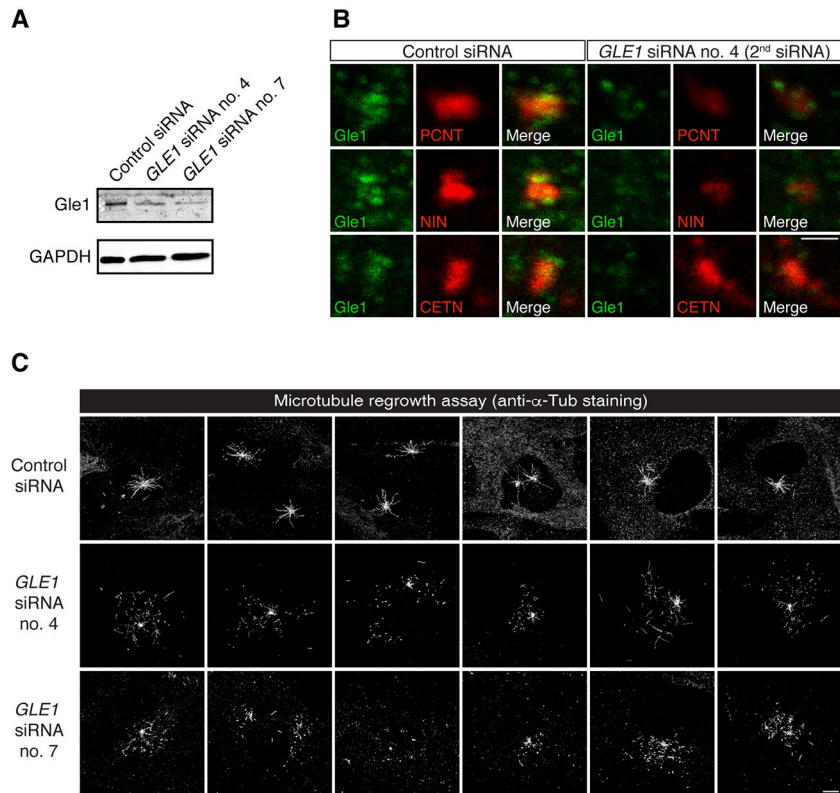 A
Control siRNA
GLE1 siRNA no. 4
GLE1 siRNA no. 7
Gle1
GAPDH
B
Control siRNA
GLE1 siRNA no. 4 (2nd siRNA)
Gle1 PCNT Merge Gle1 PCNT Merge
Gle1 NIN Merge Gle1 NIN Merge
Gle1 CETN Merge Gle1 CETN Merge
C
Microtubule regrowth assay (anti-α-Tub staining)
Control
siRNA
GLE1
siRNA
no. 4
GLE1
siRNA
no. 7